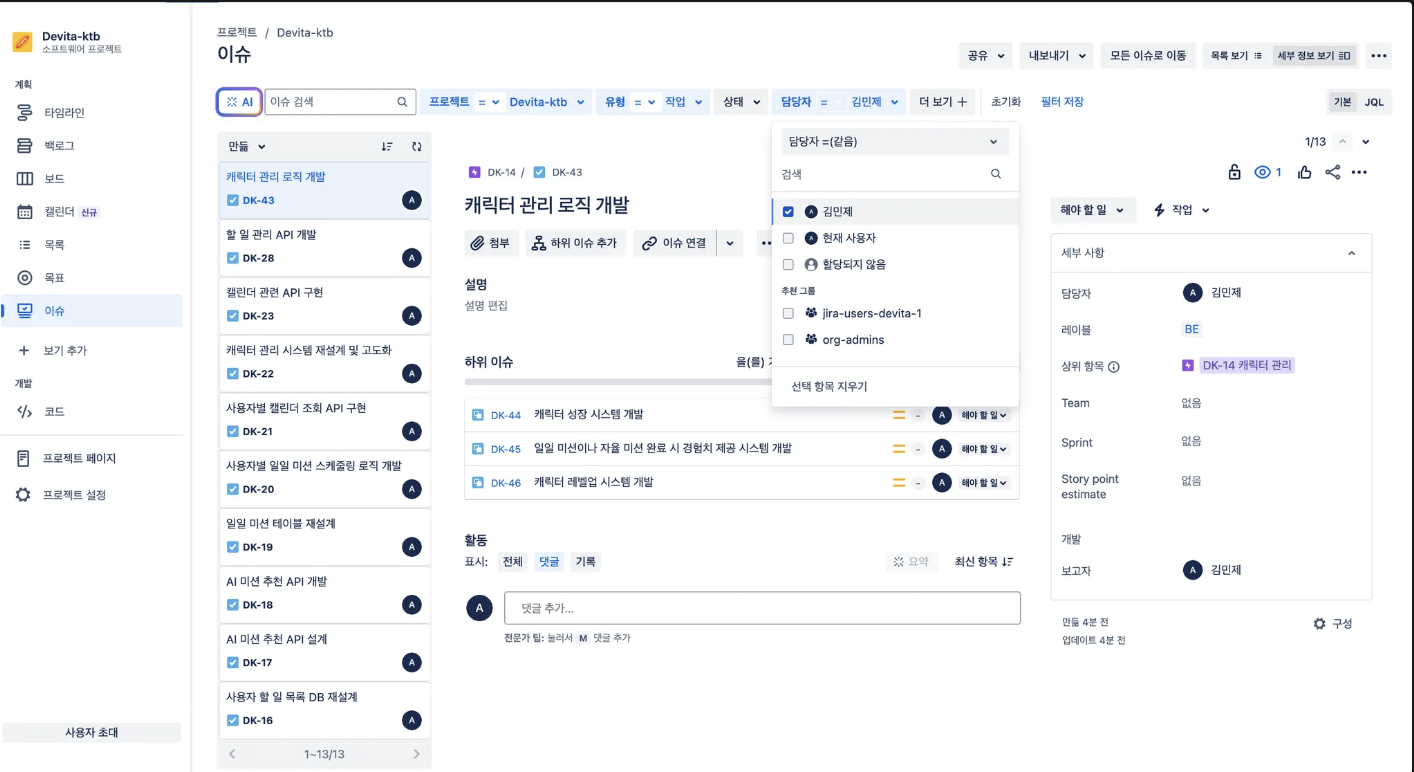 Devita-ktb
소프트웨어 프로젝트
계획
타임라인
백로그
보드
캘린더 신규
목록
목표
이슈
보기 추가
개발
코드
프로젝트 페이지
프로젝트 설정
사용자 초대
프로젝트 / Devita-ktb
이슈
공유
내보내기
모든 이슈로 이동
목록 보기
세부 정보 보기
AI
이슈 검색
프로젝트 = Devita-ktb
유형 = 작업
상태
담당자 = 김민제
더 보기
초기화
필터 저장
기본
JQL
만듦
캐릭터 관리 로직 개발
DK-43
A
할 일 관리 API 개발
DK-28
A
캘린더 관련 API 구현
DK-23
A
캐릭터 관리 시스템 재설계 및 고도화
DK-22
A
사용자별 캘린더 조회 API 구현
DK-21
A
사용자별 일일 미션 스케줄링 로직 개발
DK-20
A
일일 미션 테이블 재설계
DK-19
A
AI 미션 추천 API 개발
DK-18
A
AI 미션 추천 API 설계
DK-17
A
사용자 할 일 목록 DB 재설계
DK-16
A
1~13/13
DK-14 / DK-43
캐릭터 관리 로직 개발
첨부
하위 이슈 추가
이슈 연결
설명
설명 편집
하위 이슈
을(를)
DK-44 캐릭터 성장 시스템 개발 - A 해야 할 일
DK-45 일일 미션이나 자율 미션 완료 시 경험치 제공 시스템 개발 - A 해야 할 일
DK-46 캐릭터 레벨업 시스템 개발 - A 해야 할 일
활동
표시: 전체 댓글 기록
요약
최신 항목
A
댓글 추가...
전문가 팁: 눌러서 M 댓글 추가
담당자 =(같음)
검색
A 김민제
A 현재 사용자
할당되지 않음
추천 그룹
jira-users-devita-1
org-admins
선택 항목 지우기
1/13
1
해야 할 일
작업
세부 사항
담당자 A 김민제
레이블 BE
상위 항목 DK-14 캐릭터 관리
Team 없음
Sprint 없음
Story point
estimate
없음
개발
보고자 A 김민제
만듦 4분 전
업데이트 4분 전
구성